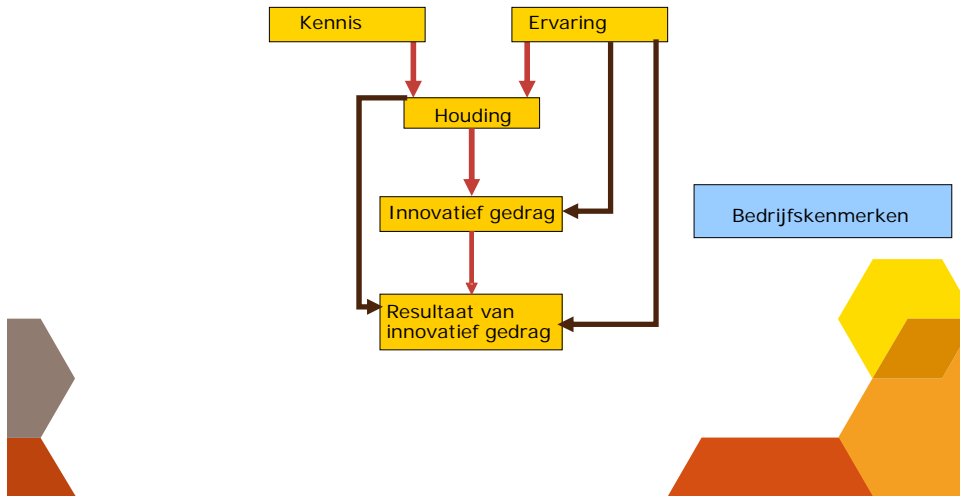 Kennis
Ervaring
Houding
Innovatief gedrag
Bedrijfskenmerken
Resultaat van
innovatief gedrag